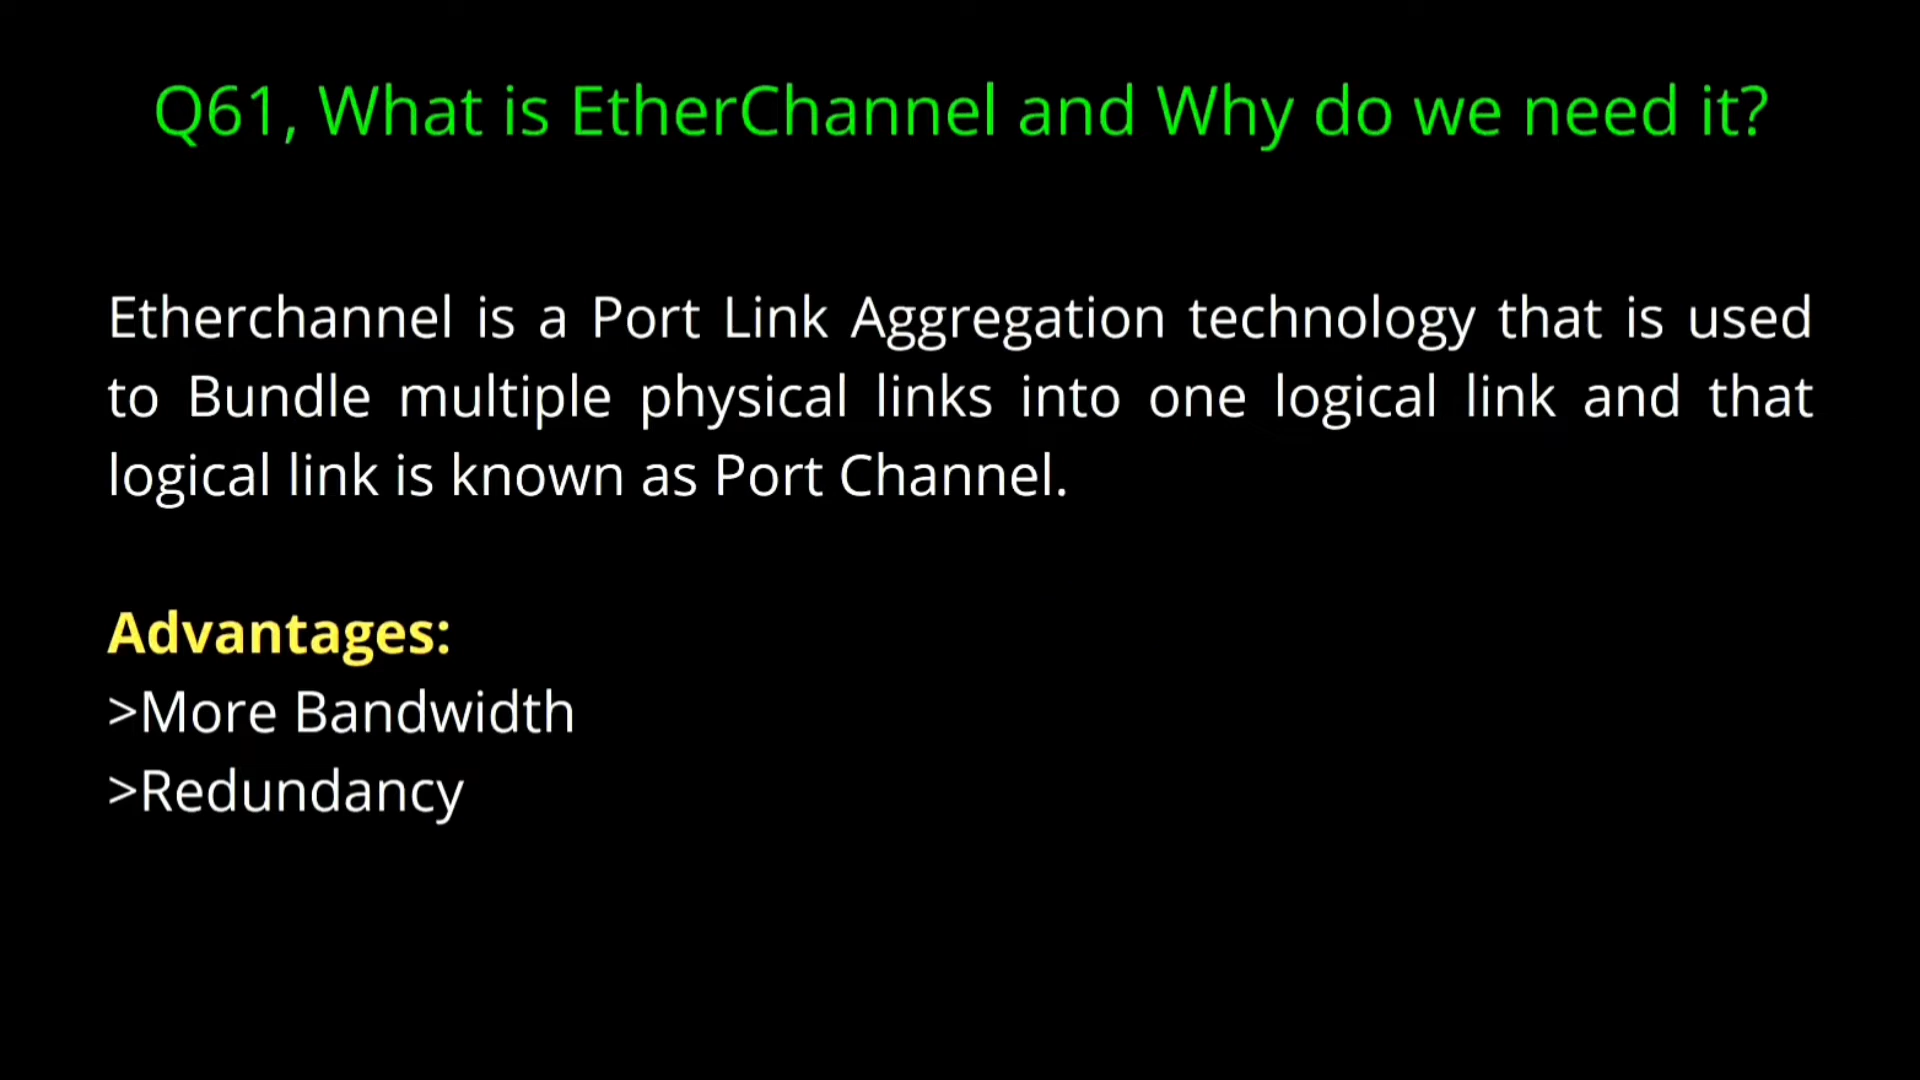 Q61, What is EtherChannel and Why do we need it?
Etherchannel is a Port Link Aggregation technology that is used
to Bundle multiple physical links into one logical link and that
logical link is known as Port Channel.
Advantages:
>More Bandwidth
>Redundancy